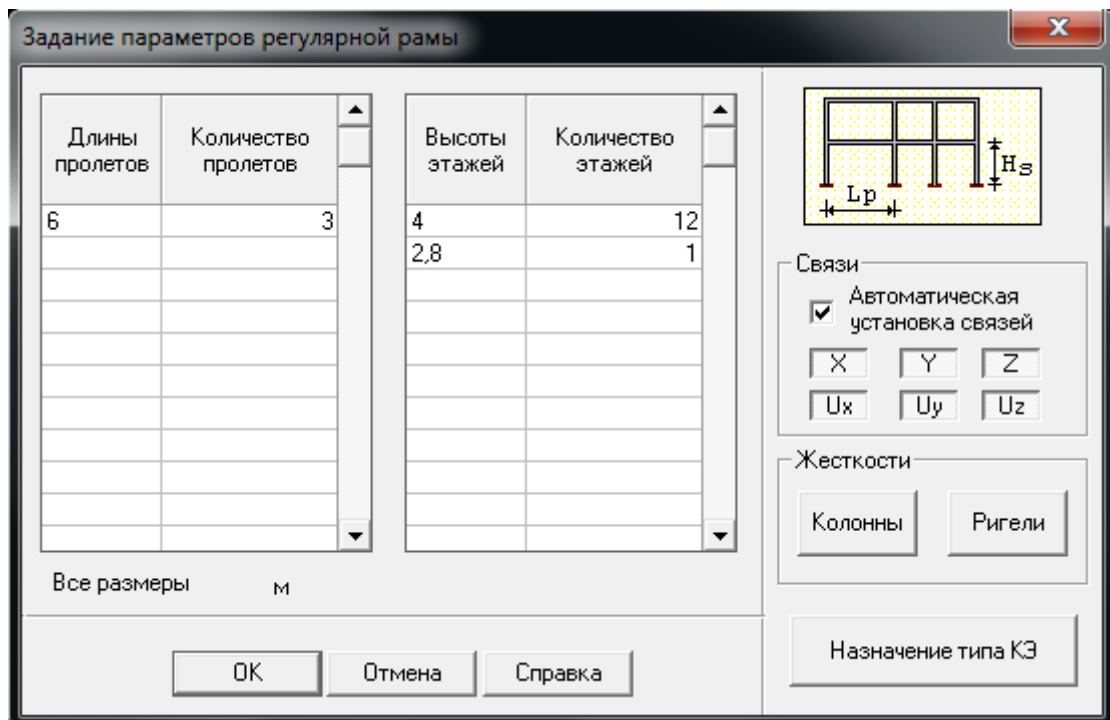 Задание параметров регулярной рамы
Длины
пролетов
Количество
пролетов
6
3
Высоты
этажей
Количество
этажей
4
12
2,8
1
Все размеры м
OK
Отмена
Справка
Hs
Lp
Связи
Автоматическая
установка связей
X Y Z
Ux Uy Uz
Жесткости
Колонны
Ригели
Назначение типа КЭ